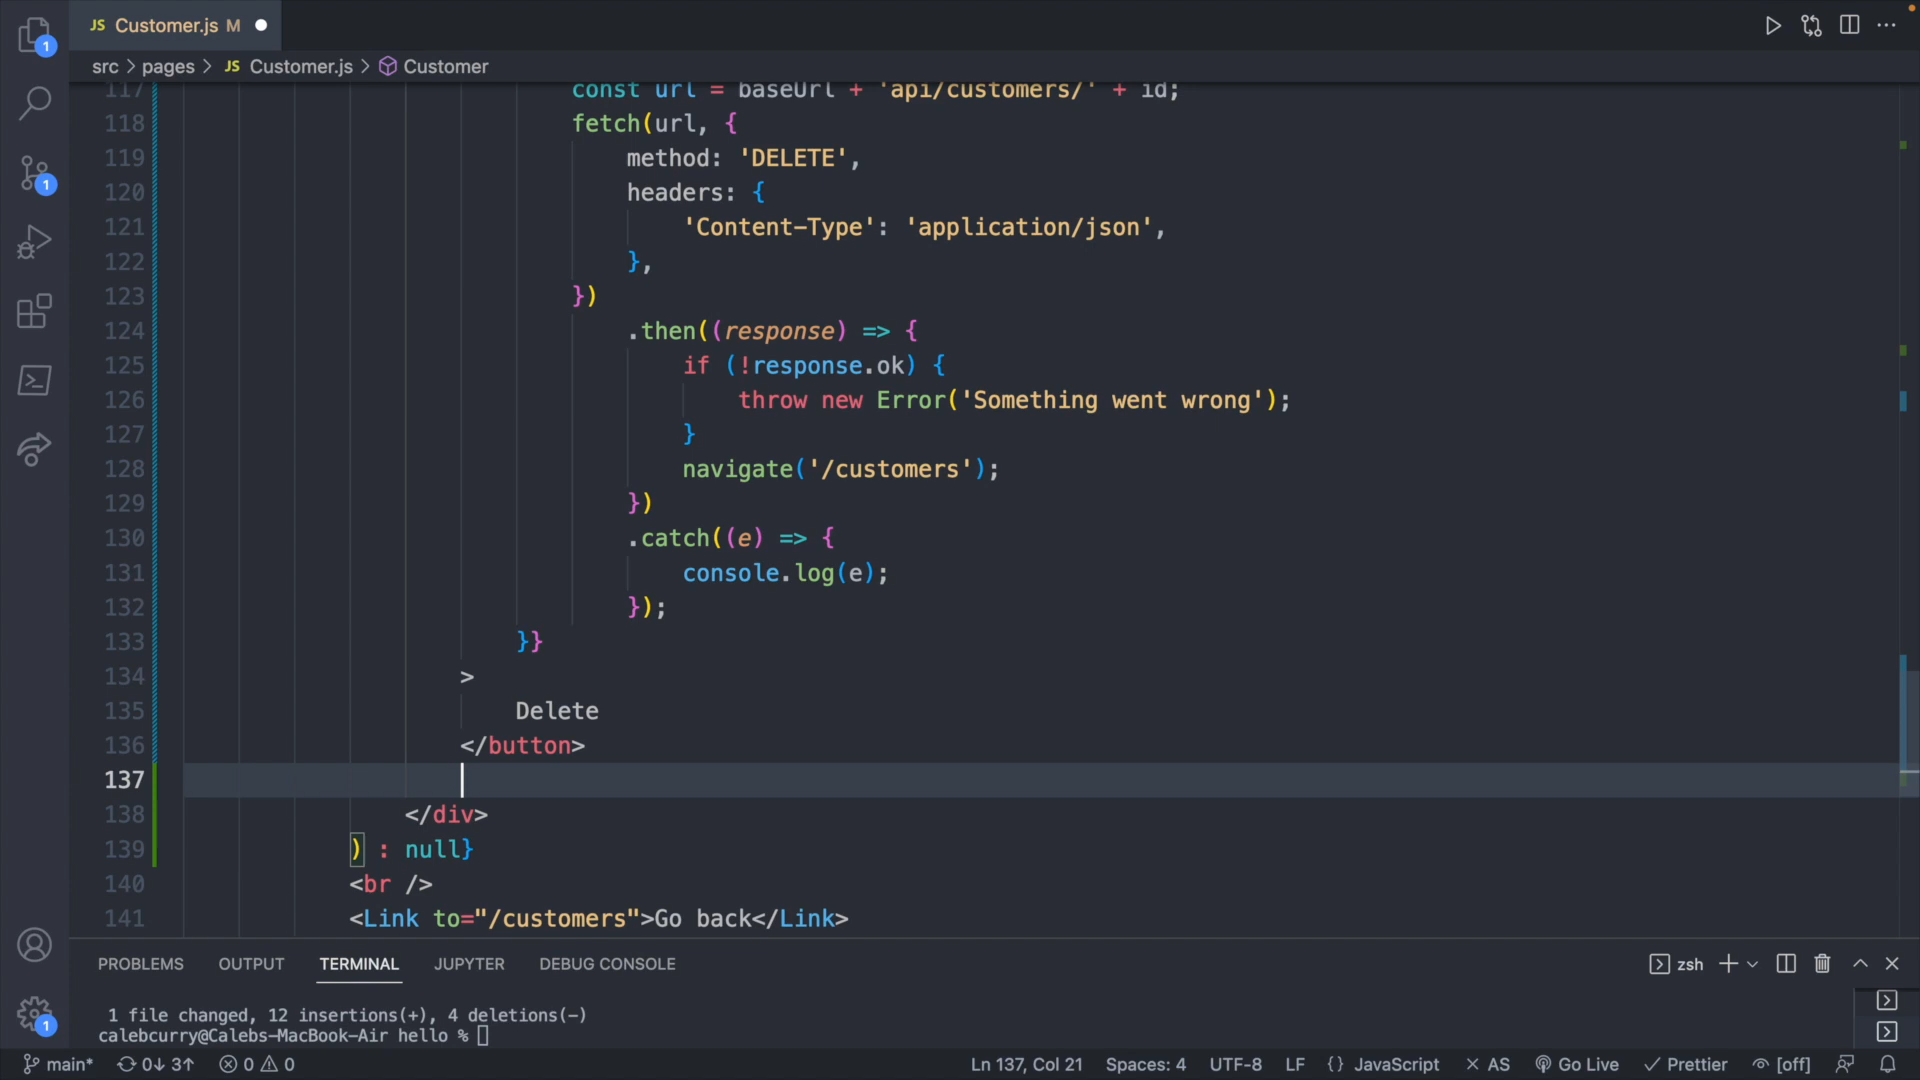 JS Customer.js M
src > pages > JS Customer.js > Customer
117 const url = baseUrl + 'api/customers/' + id;
118 fetch(url, {
119 method: 'DELETE',
120 headers: {
121 'Content-Type': 'application/json',
122 },
123 })
124 .then((response) => {
125 if (!response.ok) {
126 throw new Error('Something went wrong');
127 }
128 navigate('/customers');
129 })
130 .catch((e) => {
131 console.log(e);
132 });
133 }}
134 >
135 Delete
136 </button>
137
138 </div>
139 ) : null}
140 <br />
141 <Link to="/customers">Go back</Link>
1
1
1
PROBLEMS OUTPUT TERMINAL JUPYTER DEBUG CONSOLE zsh
1 file changed, 12 insertions(+), 4 deletions(-)
calebcurry@Calebs-MacBook-Air hello %
main* 0↓ 3↑ 0 0 Ln 137, Col 21 Spaces: 4 UTF-8 LF {} JavaScript × AS Go Live ✓ Prettier [off]